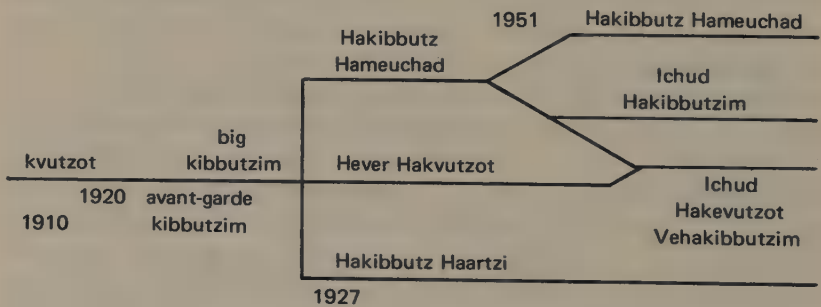 1951
Hakibbutz Hameuchad
Hakibbutz
Hameuchad
Ichud
Hakibbutzim
big
kibbutzim
kvutzot
Hever Hakvutzot
1920
avant-garde
kibbutzim
1910
Ichud
Hakevutzot
Vehakibbutzim
Hakibbutz Haartzi
1927